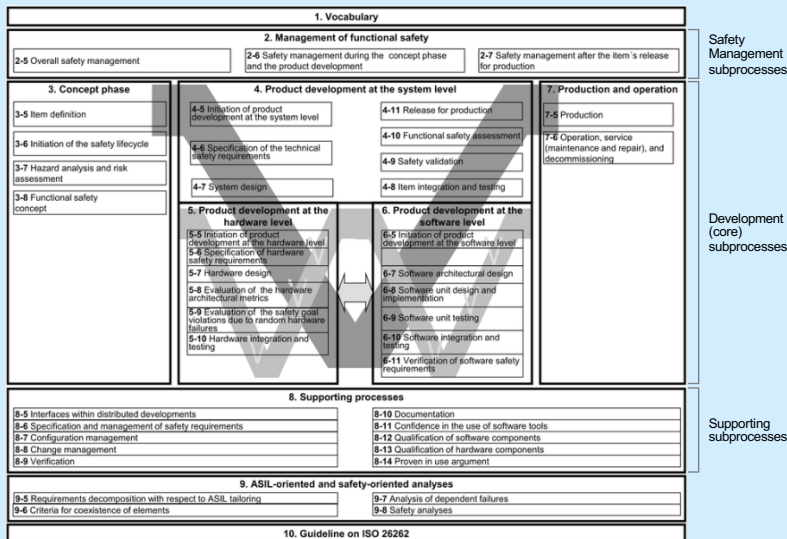 1. Vocabulary
2. Management of functional safety
2-5 Overall safety management
2-6 Safety management during the concept phase
and the product development
2-7 Safety management after the item´s release
for production
Safety
Management
subprocesses
3. Concept phase
3-5 Item definition
3-6 Initiation of the safety lifecycle
3-7 Hazard analysis and risk
assessment
3-8 Functional safety
concept
4. Product development at the system level
4-5 Initiation of product
development at the system level
4-6 Specification of the technical
safety requirements
4-7 System design
4-11 Release for production
4-10 Functional safety assessment
4-9 Safety validation
4-8 Item integration and testing
7. Production and operation
7-5 Production
7-6 Operation, service
(maintenance and repair), and
decommissioning
5. Product development at the
hardware level
5-5 Initiation of product
development at the hardware level
5-6 Specification of hardware
safety requirements
5-7 Hardware design
5-8 Evaluation of the hardware
architectural metrics
5-9 Evaluation of the safety goal
violations due to random hardware
failures
5-10 Hardware integration and
testing
6. Product development at the
software level
6-5 Initiation of product
development at the software level
6-7 Software architectural design
6-8 Software unit design and
implementation
6-9 Software unit testing
6-10 Software integration and
testing
6-11 Verification of software safety
requirements
Development
(core)
subprocesses
8. Supporting processes
8-5 Interfaces within distributed developments
8-6 Specification and management of safety requirements
8-7 Configuration management
8-8 Change management
8-9 Verification
8-10 Documentation
8-11 Confidence in the use of software tools
8-12 Qualification of software components
8-13 Qualification of hardware components
8-14 Proven in use argument
Supporting
subprocesses
9. ASIL-oriented and safety-oriented analyses
9-5 Requirements decomposition with respect to ASIL tailoring
9-6 Criteria for coexistence of elements
9-7 Analysis of dependent failures
9-8 Safety analyses
10. Guideline on ISO 26262